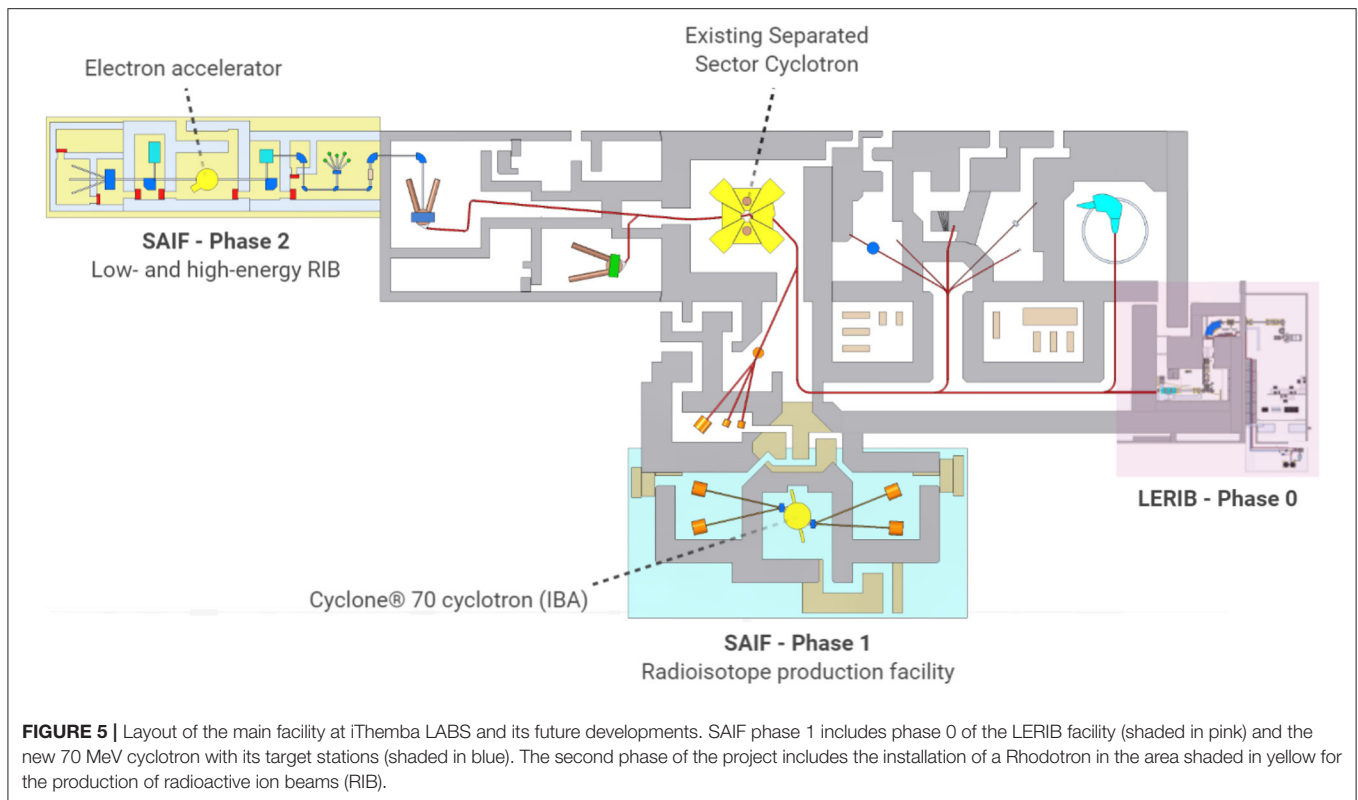 Existing Separated
Sector Cyclotron
Electron accelerator
SAIF - Phase 2
Low- and high-energy RIB
LERIB - Phase 0
Cyclone® 70 cyclotron (IBA)
SAIF - Phase 1
Radioisotope production facility
FIGURE 5 | Layout of the main facility at iThemba LABS and its future developments. SAIF phase 1 includes phase 0 of the LERIB facility (shaded in pink) and the
new 70 MeV cyclotron with its target stations (shaded in blue). The second phase of the project includes the installation of a Rhodotron in the area shaded in yellow for
the production of radioactive ion beams (RIB).